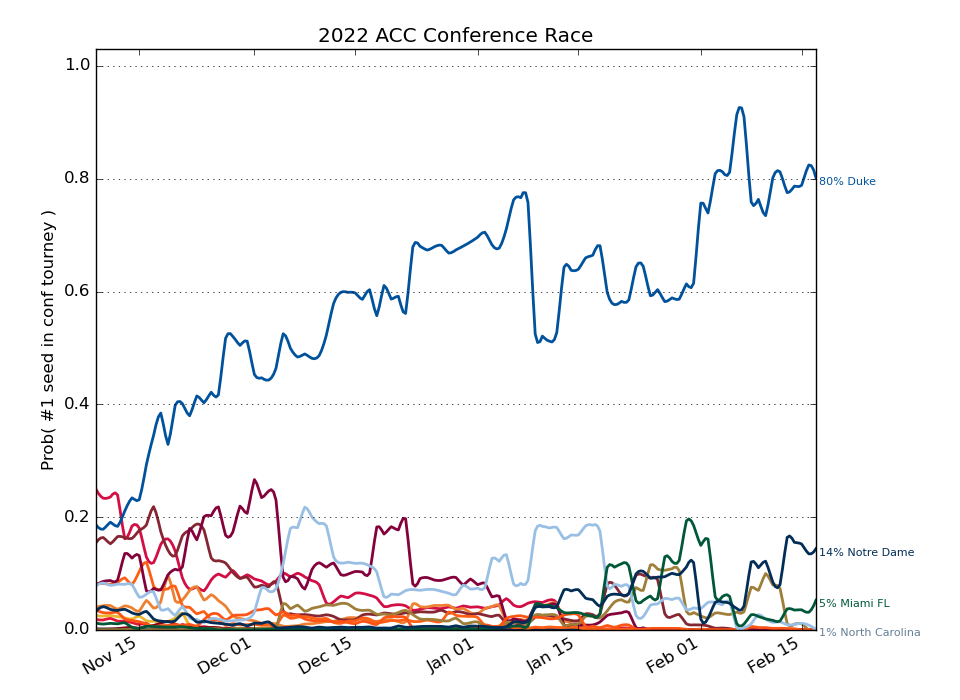 2022 ACC Conference Race
Prob( #1 seed in conf tourney )
1.0
0.8
0.6
0.4
0.2
0.0
80% Duke
14% Notre Dame
5% Miami FL
1% North Carolina
Nov 15
Dec 01
Dec 15
Jan 01
Jan 15
Feb 01
Feb 15